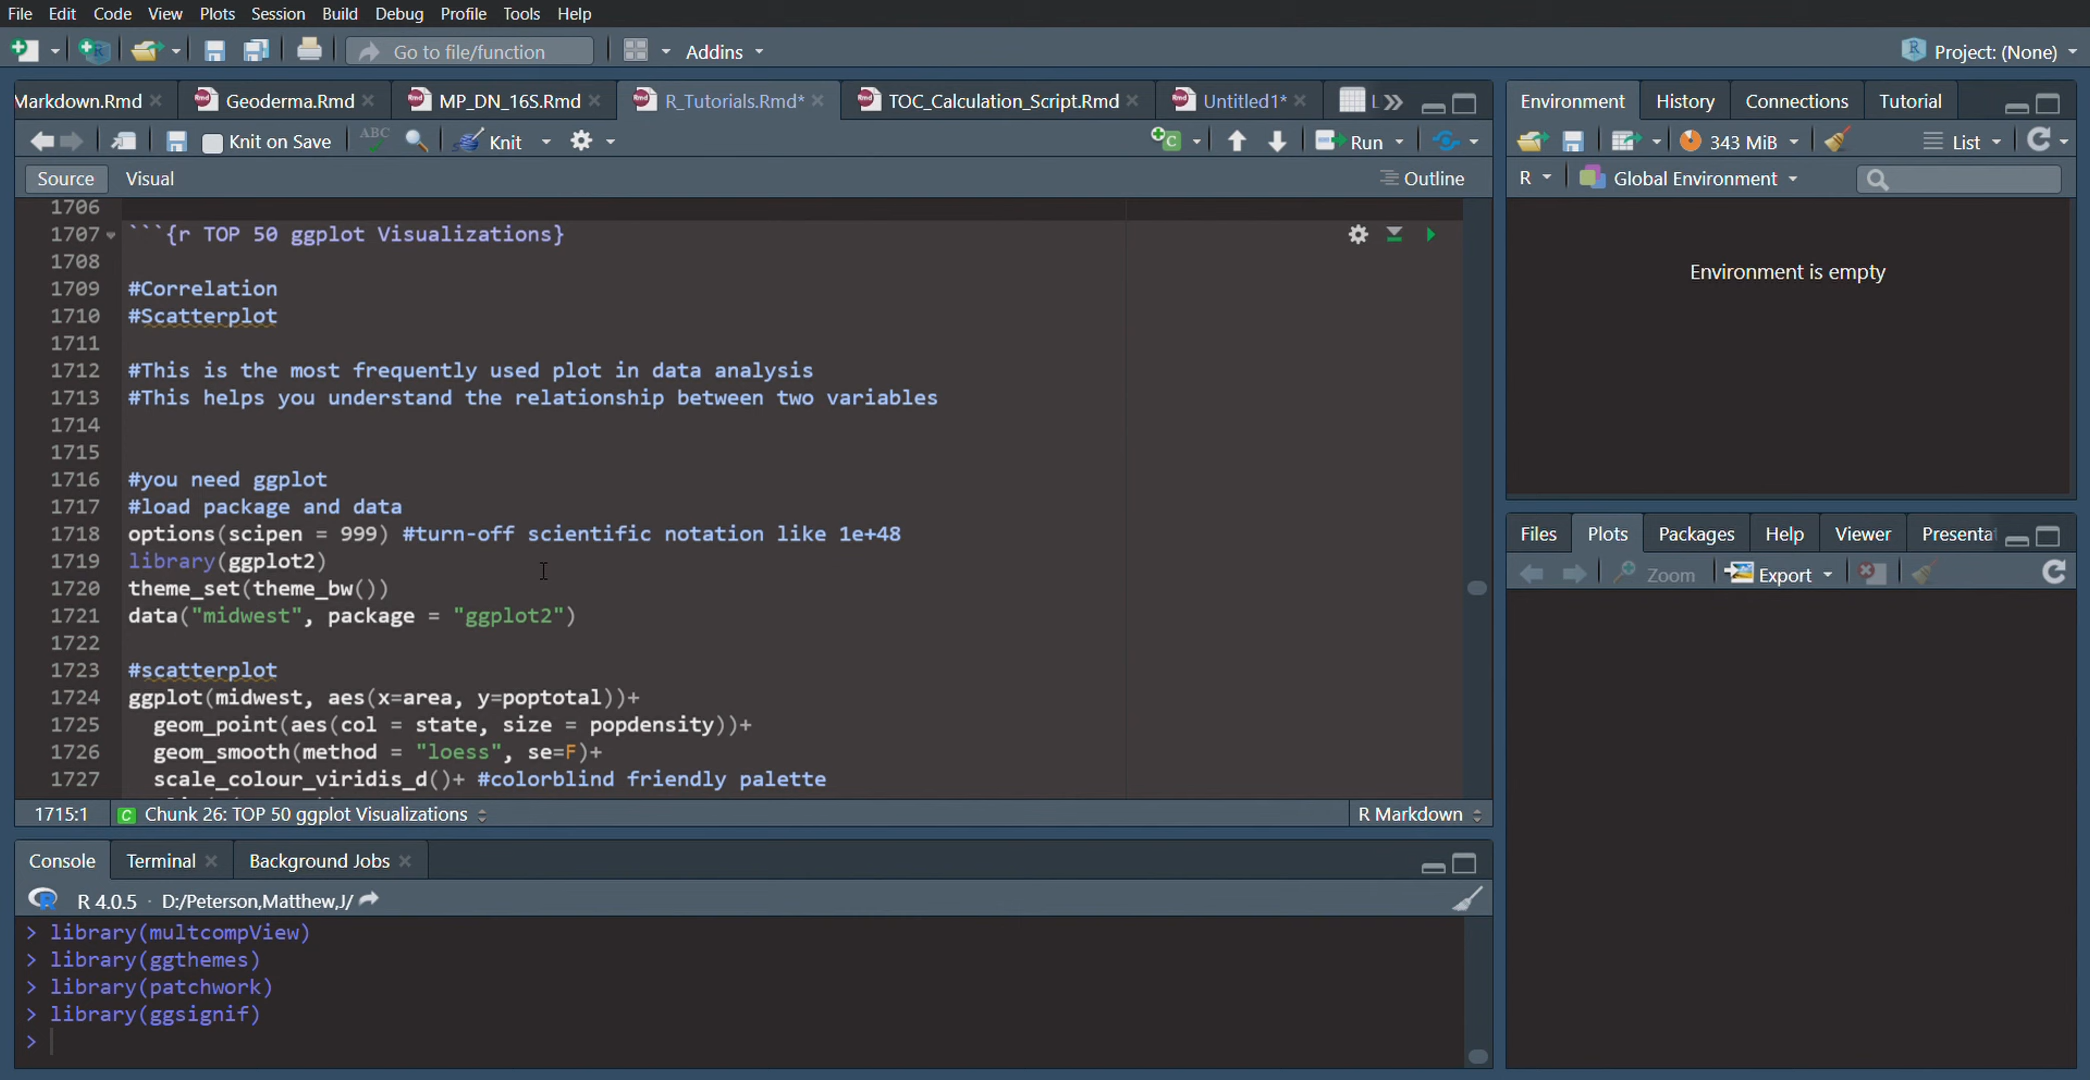 File Edit Code View Plots Session Build Debug Profile Tools Help
Go to file/function Addins Project: (None)
Markdown.Rmd Geoderma.Rmd MP_DN_16S.Rmd R_Tutorials.Rmd* TOC_Calculation_Script.Rmd Untitled1*
Knit on Save ABC Knit Run
Source Visual Outline
1706
1707 ```{r TOP 50 ggplot Visualizations}
1708
1709 #Correlation
1710 #Scatterplot
1711
1712 #This is the most frequently used plot in data analysis
1713 #This helps you understand the relationship between two variables
1714
1715
1716 #you need ggplot
1717 #load package and data
1718 options(scipen = 999) #turn-off scientific notation like 1e+48
1719 library(ggplot2)
1720 theme_set(theme_bw())
1721 data("midwest", package = "ggplot2")
1722
1723 #scatterplot
1724 ggplot(midwest, aes(x=area, y=poptotal))+
1725 geom_point(aes(col = state, size = popdensity))+
1726 geom_smooth(method = "loess", se=F)+
1727 scale_colour_viridis_d()+ #colorblind friendly palette
1715:1 C Chunk 26: TOP 50 ggplot Visualizations R Markdown
Console Terminal Background Jobs
R 4.0.5 · D:/Peterson,Matthew,J/
> library(multcompView)
> library(ggthemes)
> library(patchwork)
> library(ggsignif)
>
Environment History Connections Tutorial
343 MiB List
R Global Environment
Environment is empty
Files Plots Packages Help Viewer Presenta
Zoom Export